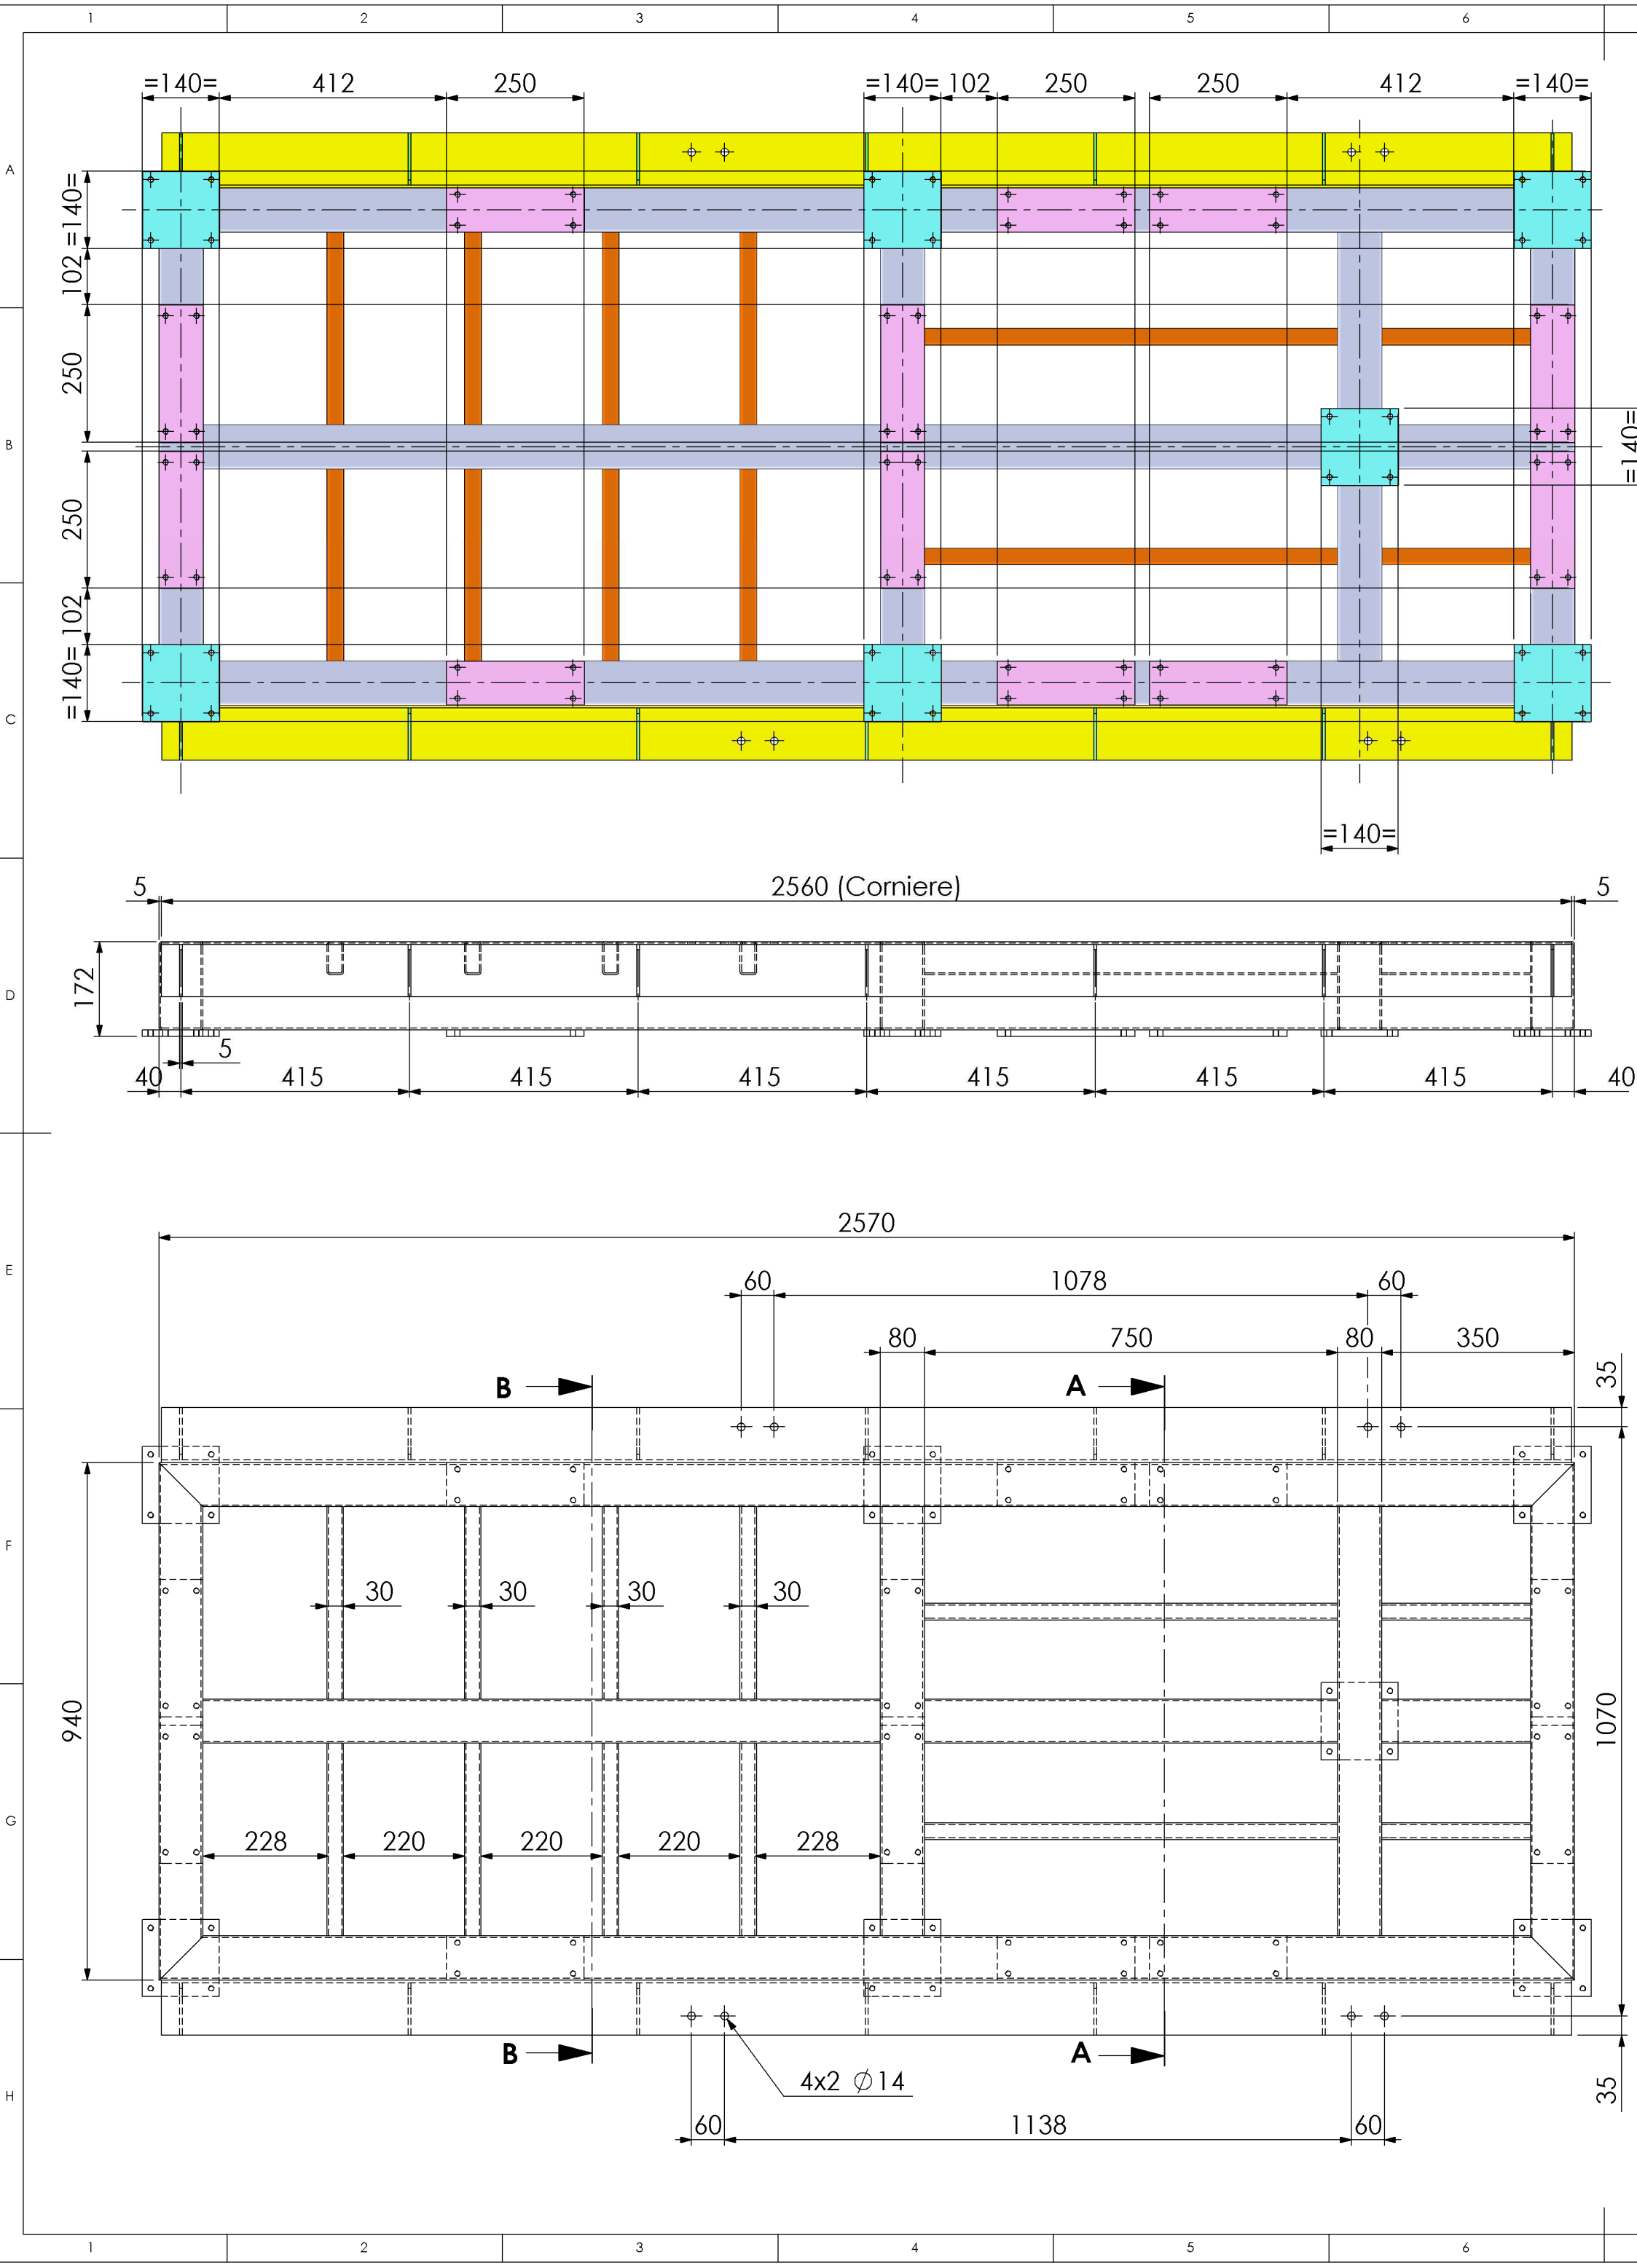 1 2 3 4 5 6
=140= 412 250 =140= 102 250 250 412 =140=
A
=140=
102
250
B
=140=
250
102
=140=
C
=140=
5 2560 (Corniere) 5
172
D
5
40 415 415 415 415 415 415 40
2570
E
60 1078 60
80 750 80 350
35
B A
F
30 30 30 30
940
1070
G
228 220 220 220 228
B A
4x2 ∅14
H
35
60 1138 60
1 2 3 4 5 6